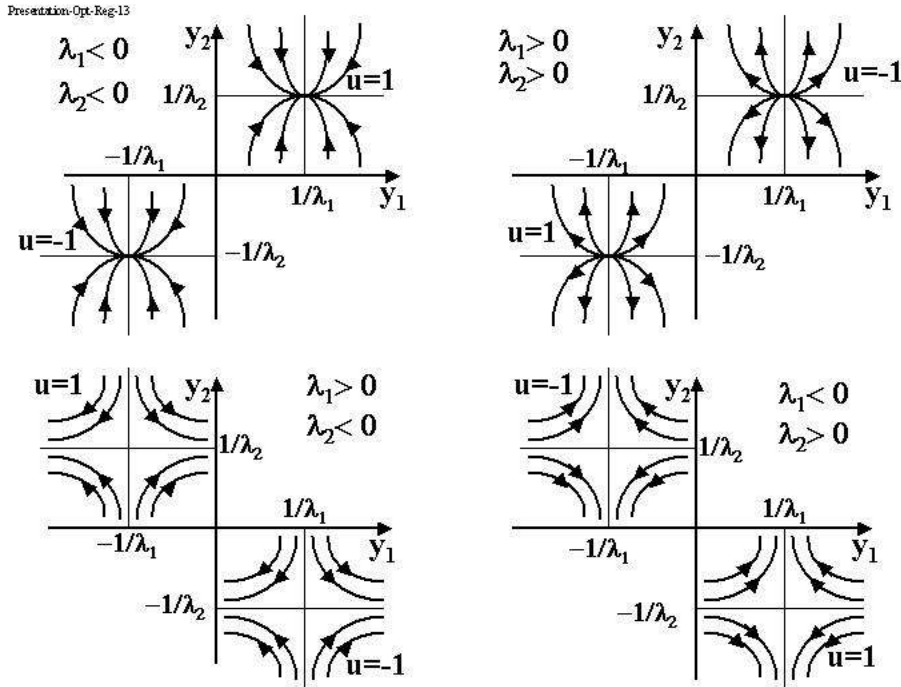 Presentation-Opt-Reg-13
λ₁< 0
λ₂< 0
y₂
u=1
1/λ₂
−1/λ₁
1/λ₁
y₁
u=-1
−1/λ₂
λ₁> 0
λ₂> 0
y₂
u=-1
1/λ₂
−1/λ₁
1/λ₁
y₁
u=1
−1/λ₂
u=1
y₂
λ₁> 0
λ₂< 0
1/λ₂
1/λ₁
−1/λ₁
y₁
−1/λ₂
u=-1
u=-1
y₂
λ₁< 0
λ₂> 0
1/λ₂
1/λ₁
−1/λ₁
y₁
−1/λ₂
u=1